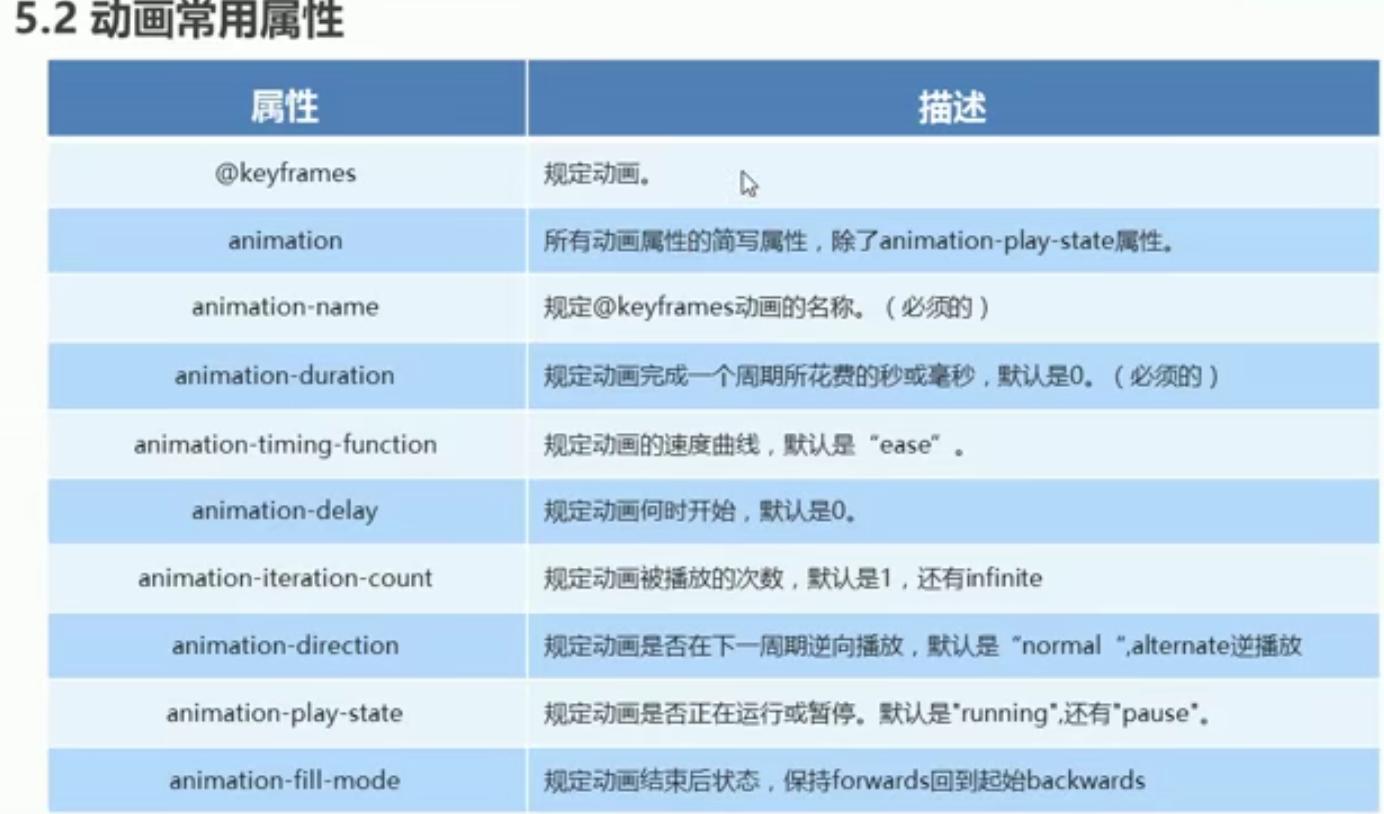 5.2 动画常用属性
属性 描述
@keyframes 规定动画。
animation 所有动画属性的简写属性，除了animation-play-state属性。
animation-name 规定@keyframes动画的名称。（必须的）
animation-duration 规定动画完成一个周期所花费的秒或毫秒，默认是0。（必须的）
animation-timing-function 规定动画的速度曲线，默认是“ease”。
animation-delay 规定动画何时开始，默认是0。
animation-iteration-count 规定动画被播放的次数，默认是1，还有infinite
animation-direction 规定动画是否在下一周期逆向播放，默认是“normal“,alternate逆播放
animation-play-state 规定动画是否正在运行或暂停。默认是"running",还有"pause"。
animation-fill-mode 规定动画结束后状态，保持forwards回到起始backwards